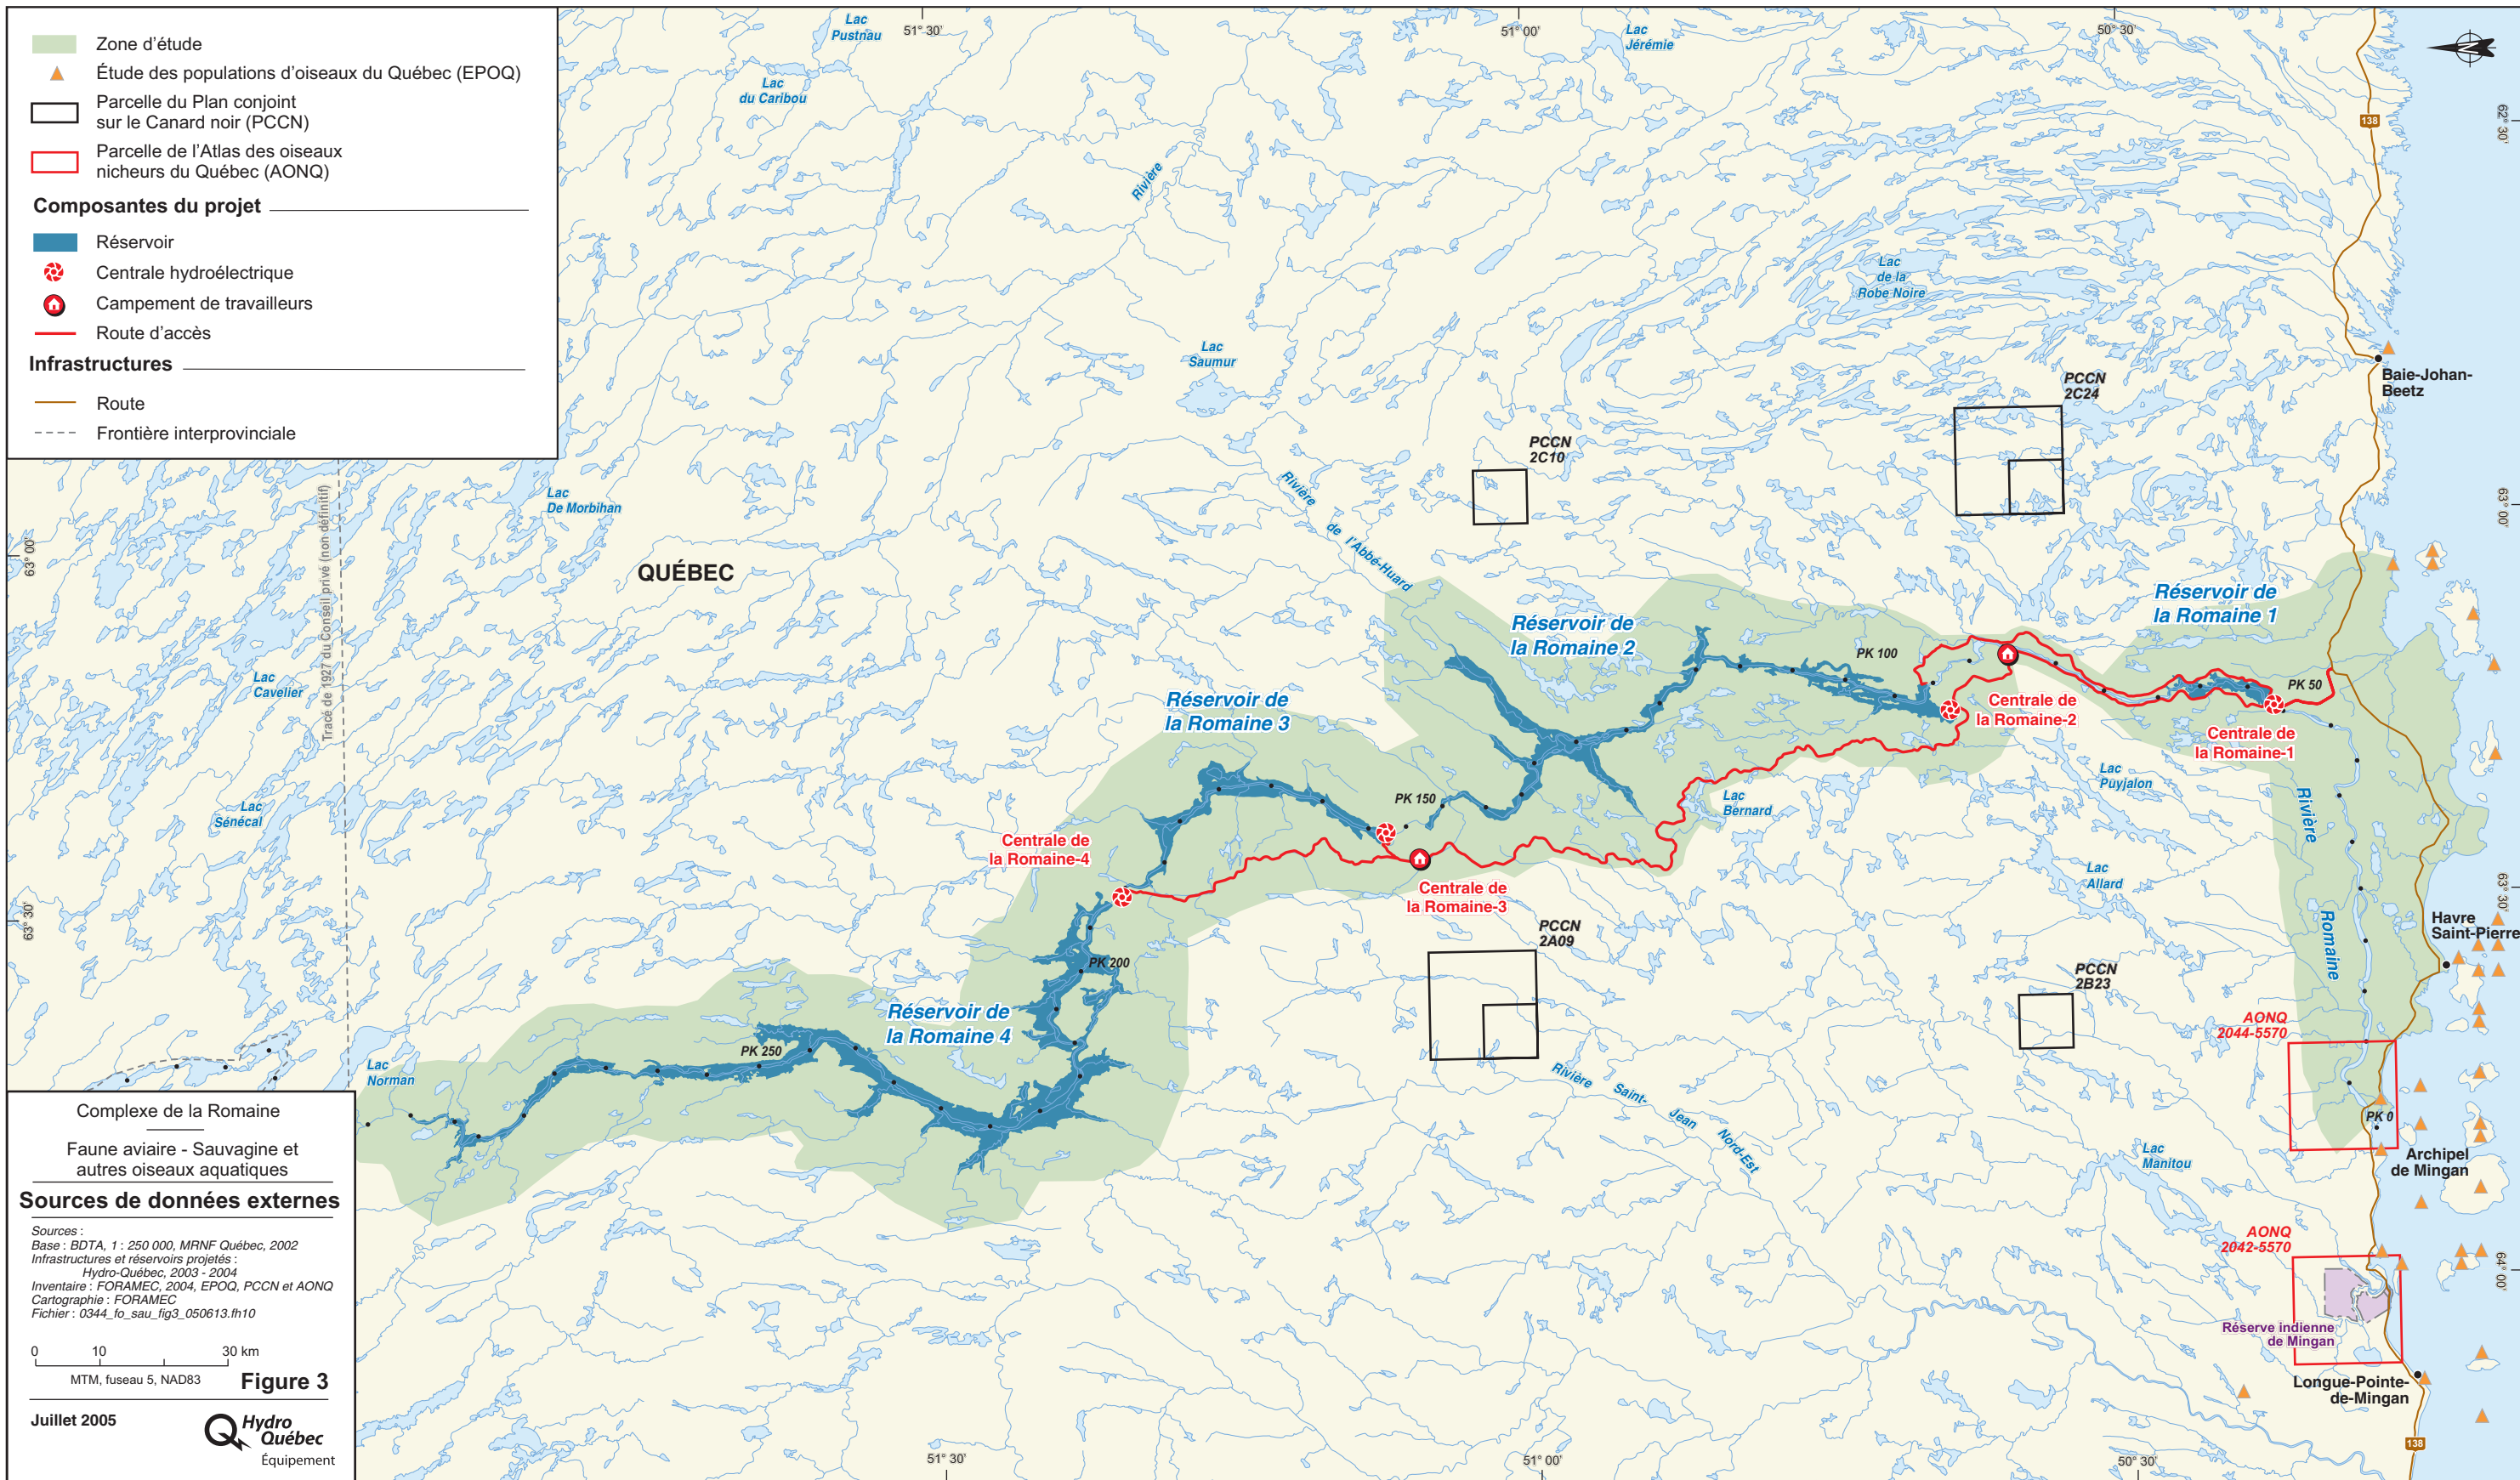 Zone d'étude
Étude des populations d'oiseaux du Québec (EPOQ)
Parcelle du Plan conjoint
sur le Canard noir (PCCN)
Parcelle de l'Atlas des oiseaux
nicheurs du Québec (AONQ)
Composantes du projet
Réservoir
Centrale hydroélectrique
Campement de travailleurs
Route d'accès
Infrastructures
Route
Frontière interprovinciale
Lac
Pustnau
51° 30'
51° 00'
Lac
Jérémie
50° 30'
N
Lac
du Caribou
138
62° 30'
Rivière
Lac
de la
Robe Noire
Lac
Saumur
Baie-Johan-
Beetz
PCCN
2C24
PCCN
2C10
Rivière
de l'Abbé-Huard
Lac
De Morbihan
Tracé de 1927 du Conseil privé (non définitif)
63° 00'
63° 00'
QUÉBEC
Réservoir de
la Romaine 1
Réservoir de
la Romaine 2
PK 100
Lac
Cavelier
PK 50
Réservoir de
la Romaine 3
Centrale de
la Romaine-2
Centrale de
la Romaine-1
Lac
Puyjalon
Lac
Sénécal
PK 150
Lac
Bernard
Rivière
Centrale de
la Romaine-4
Lac
Allard
Centrale de
la Romaine-3
63° 30'
63° 30'
Romaine
Havre
Saint-Pierre
PCCN
2A09
PK 200
PCCN
2B23
Réservoir de
la Romaine 4
AONQ
2044-5570
PK 250
Lac
Norman
Rivière Saint-Jean Nord-Est
PK 0
Lac
Manitou
Archipel
de Mingan
AONQ
2042-5570
64° 00'
Réserve indienne
de Mingan
Longue-Pointe-
de-Mingan
138
51° 30'
51° 00'
50° 30'
Complexe de la Romaine
Faune aviaire - Sauvagine et
autres oiseaux aquatiques
Sources de données externes
Sources :
Base : BDTA, 1 : 250 000, MRNF Québec, 2002
Infrastructures et réservoirs projetés :
Hydro-Québec, 2003 - 2004
Inventaire : FORAMEC, 2004, EPOQ, PCCN et AONQ
Cartographie : FORAMEC
Fichier : 0344_fo_sau_fig3_050613.fh10
0 10 30 km
MTM, fuseau 5, NAD83
Figure 3
Juillet 2005
Hydro
Québec
Équipement